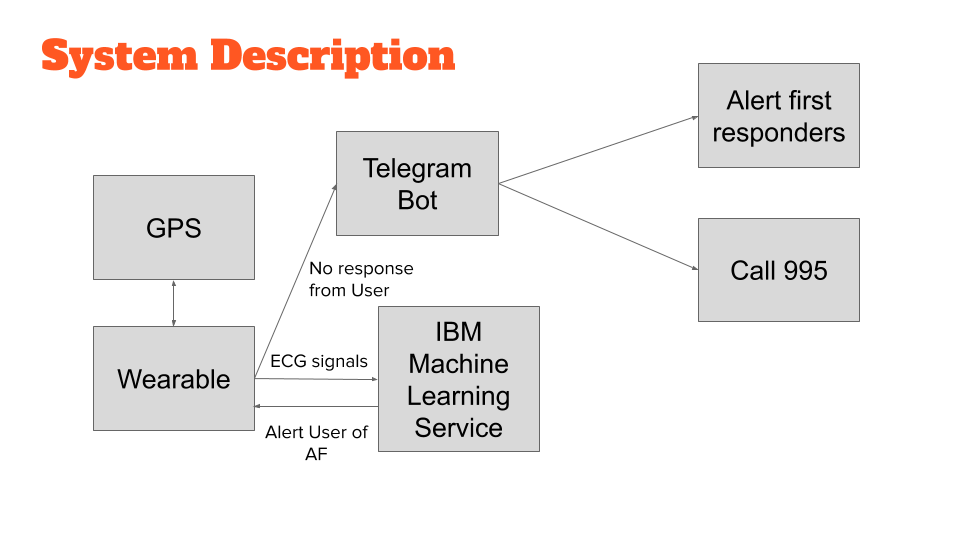 System Description
Alert first
responders
Telegram
Bot
GPS
Call 995
No response
from User
IBM
Machine
Learning
Service
ECG signals
Wearable
Alert User of
AF